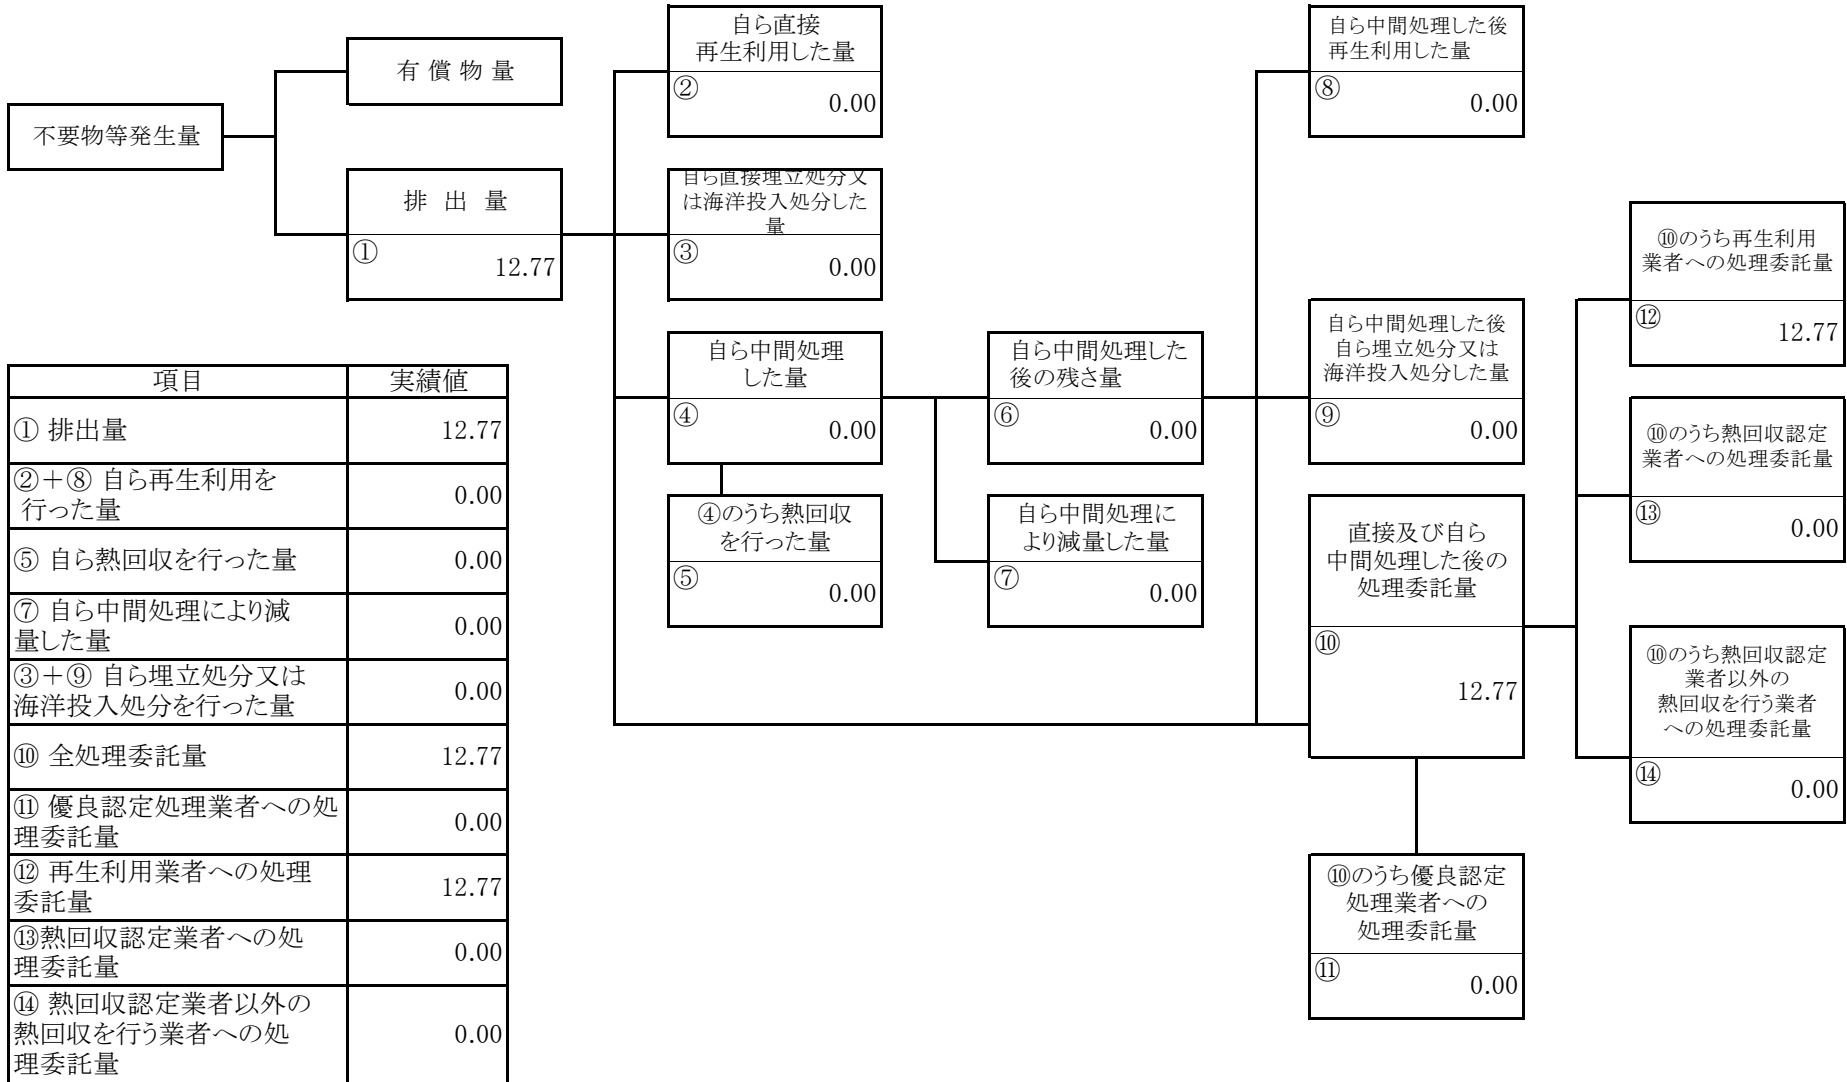 不要物等発生量
有 償 物 量
排 出 量
①
12.77
自ら直接
再生利用した量
②
0.00
自ら直接埋立処分又
は海洋投入処分した
量
③
0.00
自ら中間処理
した量
④
0.00
④のうち熱回収
を行った量
⑤
0.00
自ら中間処理した
後の残さ量
⑥
0.00
自ら中間処理に
より減量した量
⑦
0.00
自ら中間処理した後
再生利用した量
⑧
0.00
自ら中間処理した後
自ら埋立処分又は
海洋投入処分した量
⑨
0.00
直接及び自ら
中間処理した後の
処理委託量
⑩
12.77
⑩のうち優良認定
処理業者への
処理委託量
⑪
0.00
⑩のうち再生利用
業者への処理委託量
⑫
12.77
⑩のうち熱回収認定
業者への処理委託量
⑬
0.00
⑩のうち熱回収認定
業者以外の
熱回収を行う業者
への処理委託量
⑭
0.00
項目 実績値
① 排出量 12.77
②＋⑧ 自ら再生利用を
行った量 0.00
⑤ 自ら熱回収を行った量 0.00
⑦ 自ら中間処理により減
量した量 0.00
③＋⑨ 自ら埋立処分又は
海洋投入処分を行った量 0.00
⑩ 全処理委託量 12.77
⑪ 優良認定処理業者への処
理委託量 0.00
⑫ 再生利用業者への処理
委託量 12.77
⑬熱回収認定業者への処
理委託量 0.00
⑭ 熱回収認定業者以外の
熱回収を行う業者への処
理委託量 0.00